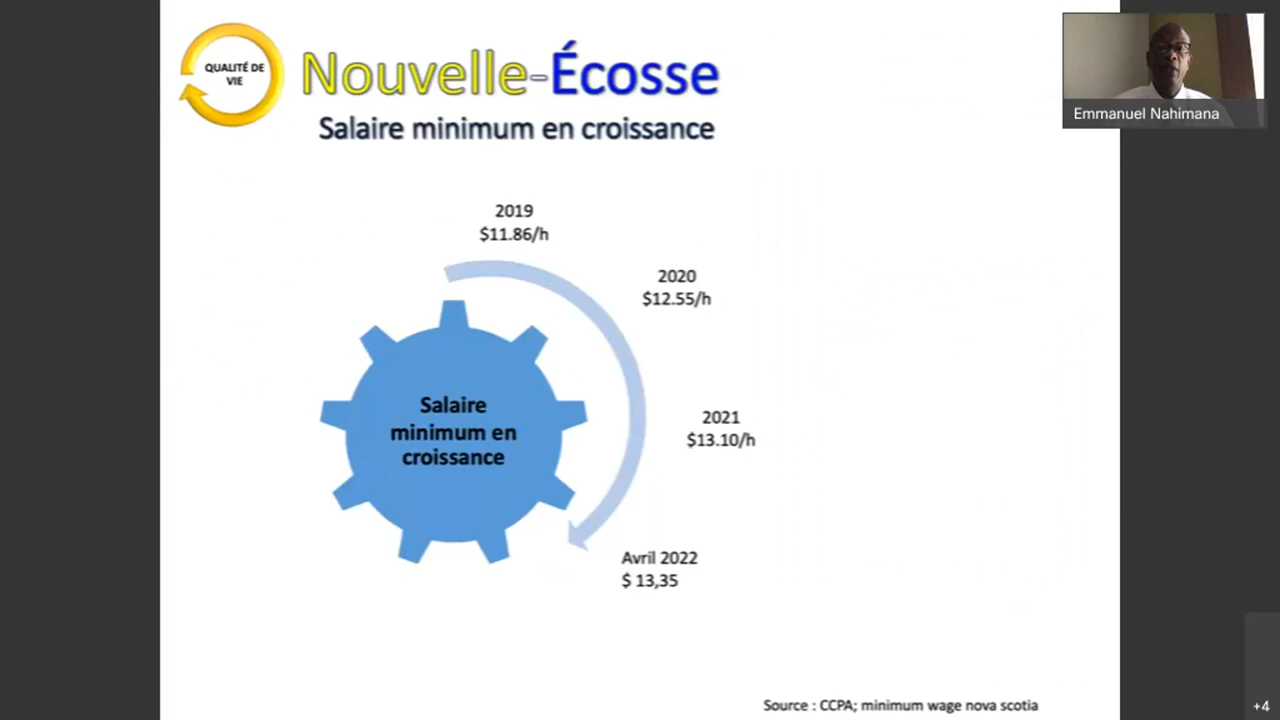 QUALITÉ DE
VIE
Nouvelle-Écosse
Salaire minimum en croissance
Emmanuel Nahimana
2019
$11.86/h
2020
$12.55/h
2021
$13.10/h
Salaire
minimum en
croissance
Avril 2022
$ 13,35
Source : CCPA; minimum wage nova scotia
+4